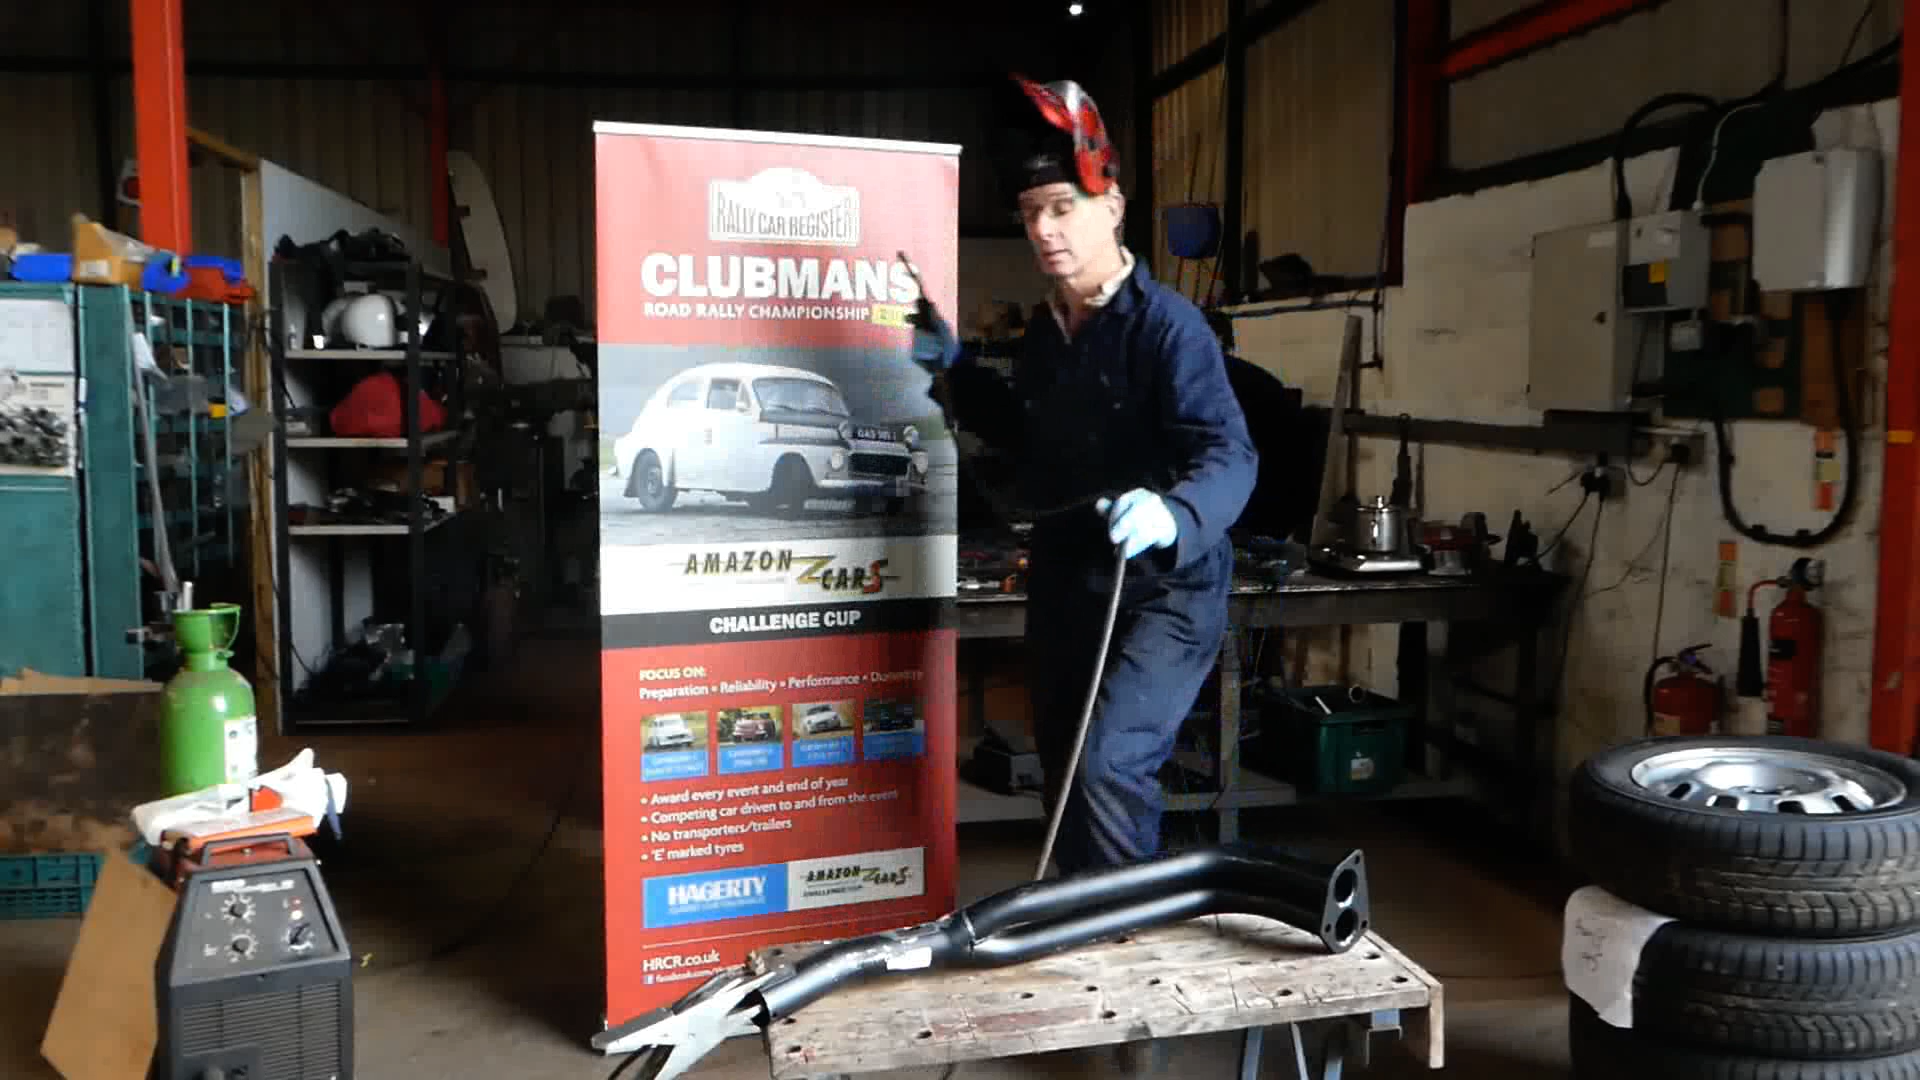 RALLY CAR REGISTER
CLUBMANS
ROAD RALLY CHAMPIONSHIP
AMAZON
CARS
CHALLENGE CUP
FOCUS ON:
Preparation • Reliability • Performance •
• Award every event and end of year
• Competing car driven to and from the event
• No transporters/trailers
• 'E' marked tyres
HAGERTY
AMAZON CARS
CHALLENGE CUP
HRCR.co.uk